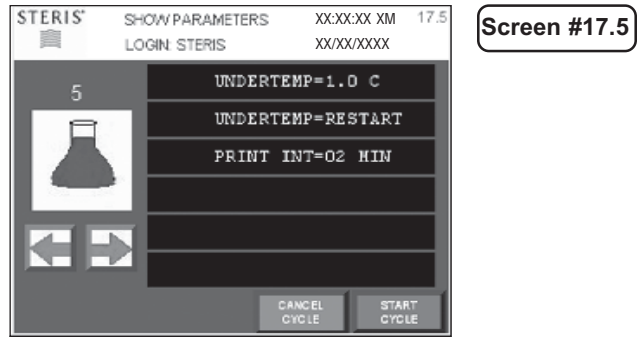 STERIS® SHOW PARAMETERS XX:XX:XX XM 17.5
LOGIN: STERIS XX/XX/XXXX
Screen #17.5
5
UNDERTEMP=1.0 C
UNDERTEMP=RESTART
PRINT INT=02 MIN
CANCEL CYCLE
START CYCLE